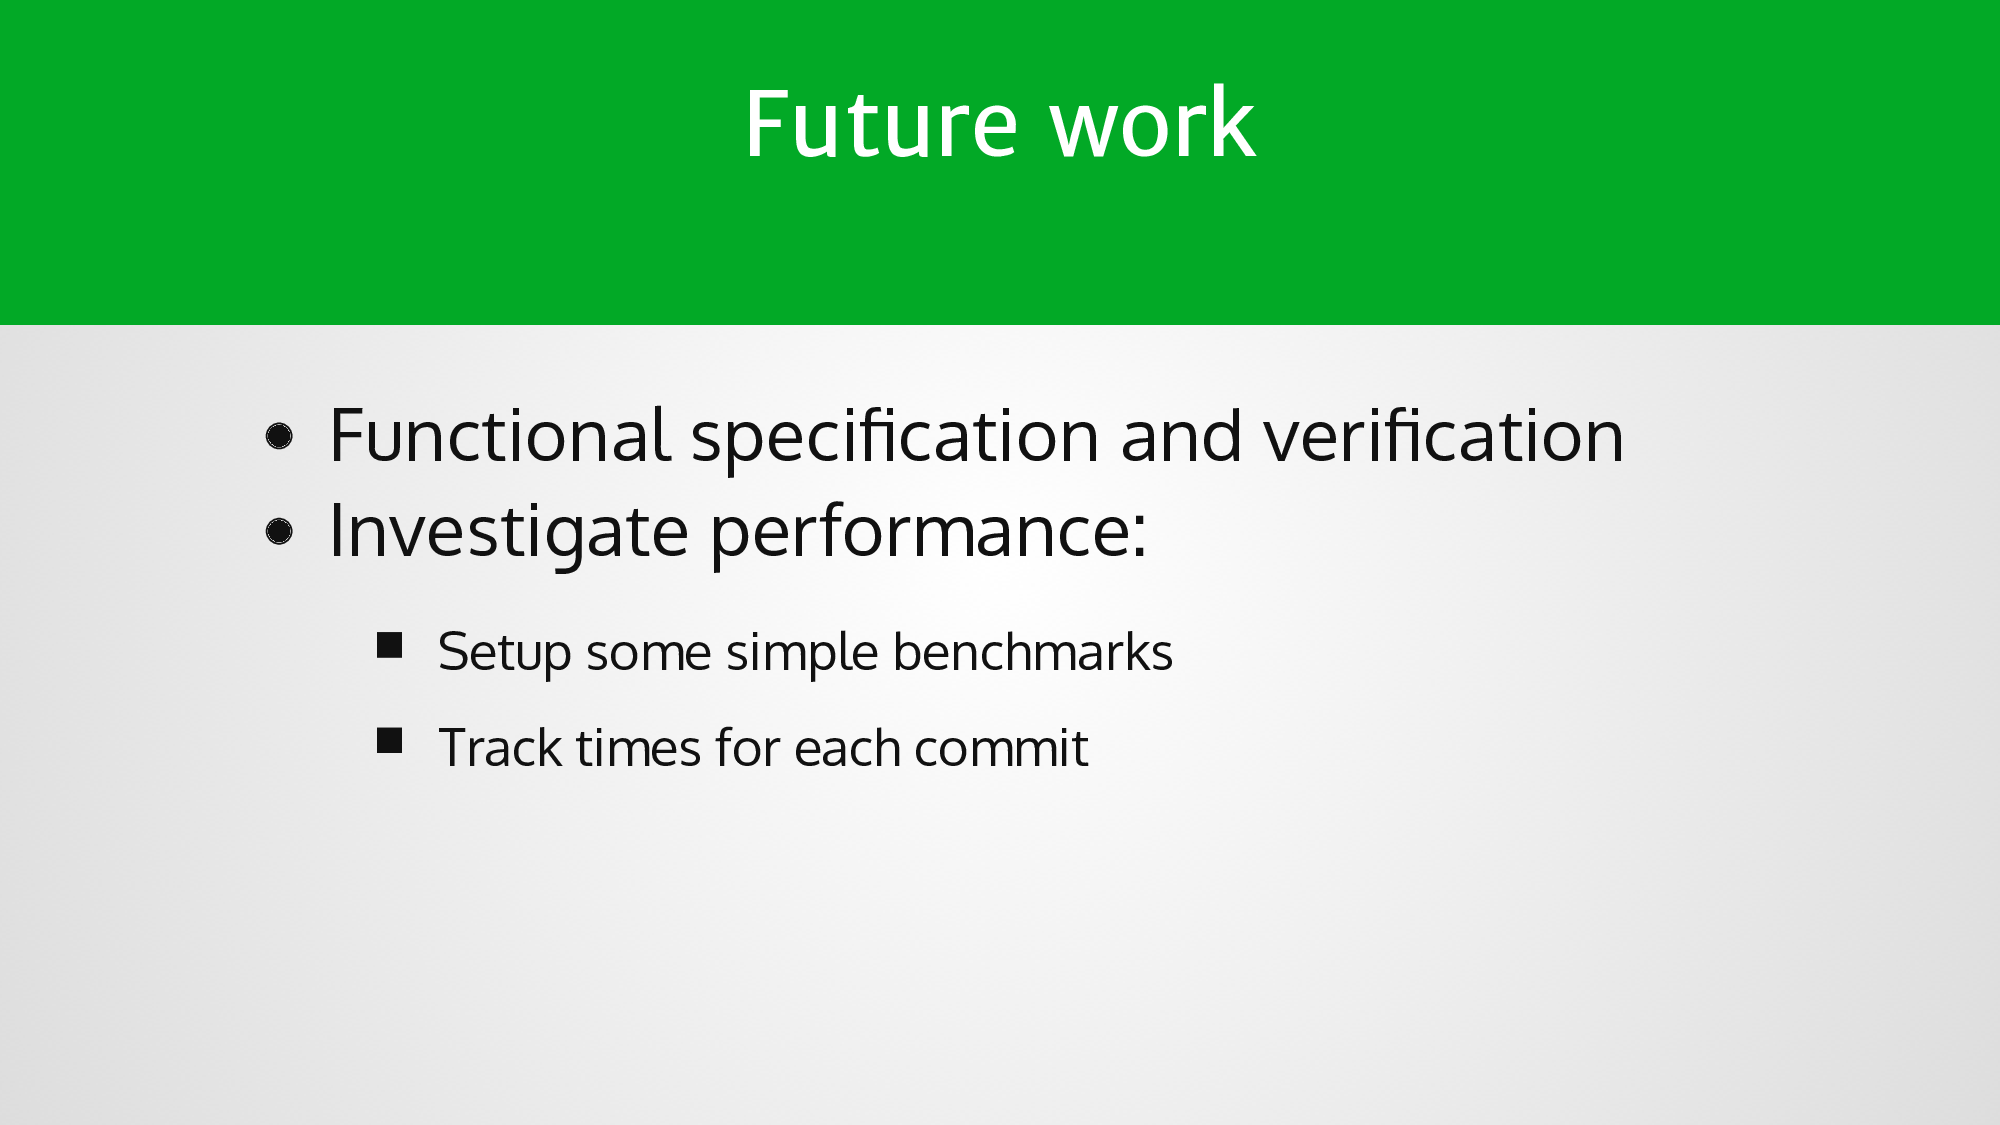 Future work
Functional specification and verification
Investigate performance:
Setup some simple benchmarks
Track times for each commit